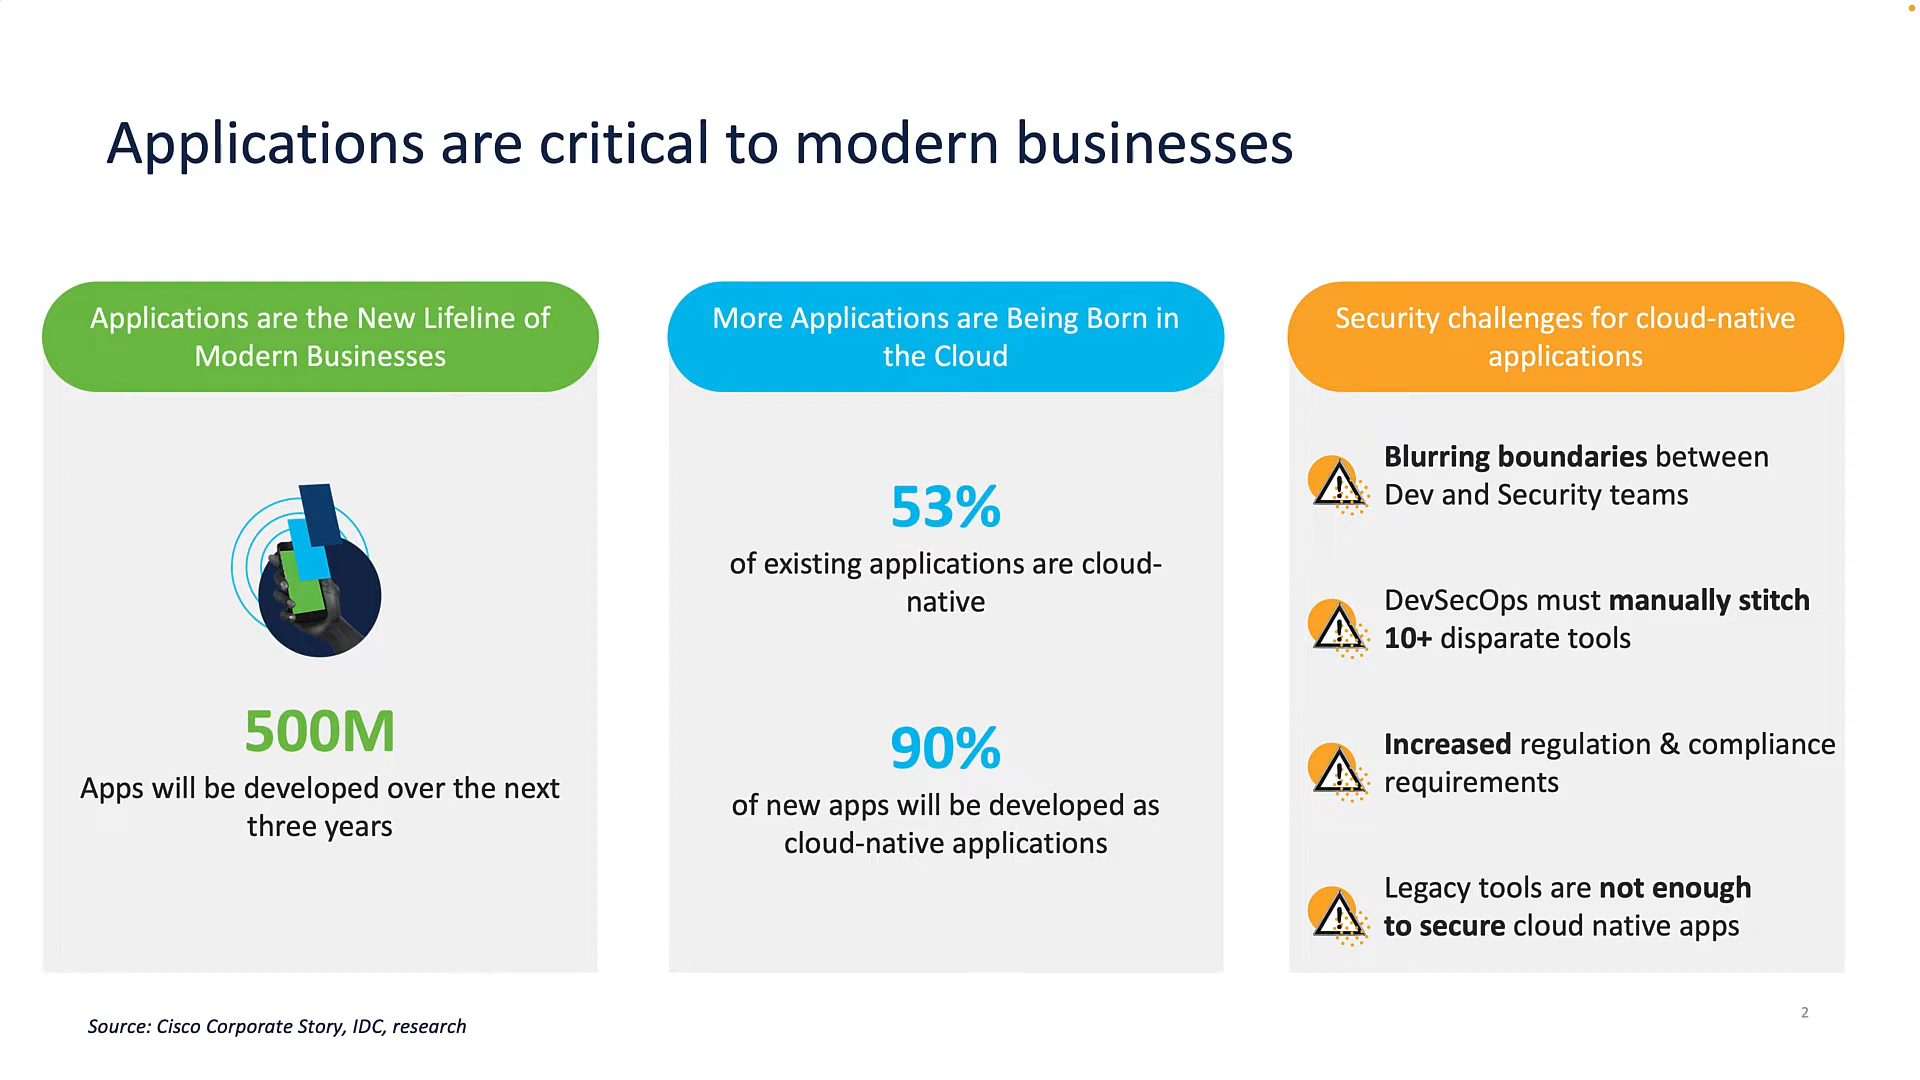 Applications are critical to modern businesses
Applications are the New Lifeline of
Modern Businesses
500M
Apps will be developed over the next
three years
More Applications are Being Born in
the Cloud
53%
of existing applications are cloud-
native
90%
of new apps will be developed as
cloud-native applications
Security challenges for cloud-native
applications
Blurring boundaries between
Dev and Security teams
DevSecOps must manually stitch
10+ disparate tools
Increased regulation & compliance
requirements
Legacy tools are not enough
to secure cloud native apps
Source: Cisco Corporate Story, IDC, research
2